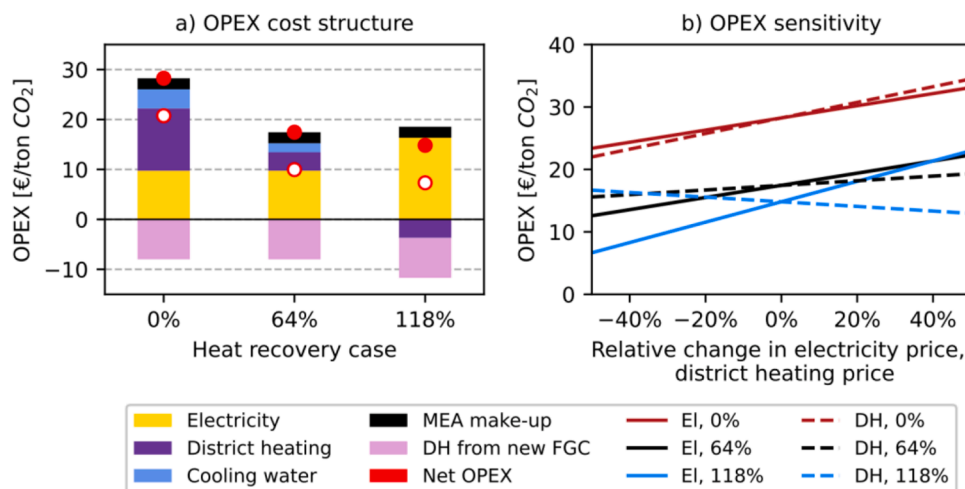 a) OPEX cost structure
OPEX [€/ton CO₂]
30
20
10
0
−10
0%
64%
118%
Heat recovery case
b) OPEX sensitivity
OPEX [€/ton CO₂]
40
30
20
10
0
−40%
−20%
0%
20%
40%
Relative change in electricity price,
district heating price
Electricity
District heating
Cooling water
MEA make-up
DH from new FGC
Net OPEX
El, 0%
El, 64%
El, 118%
DH, 0%
DH, 64%
DH, 118%